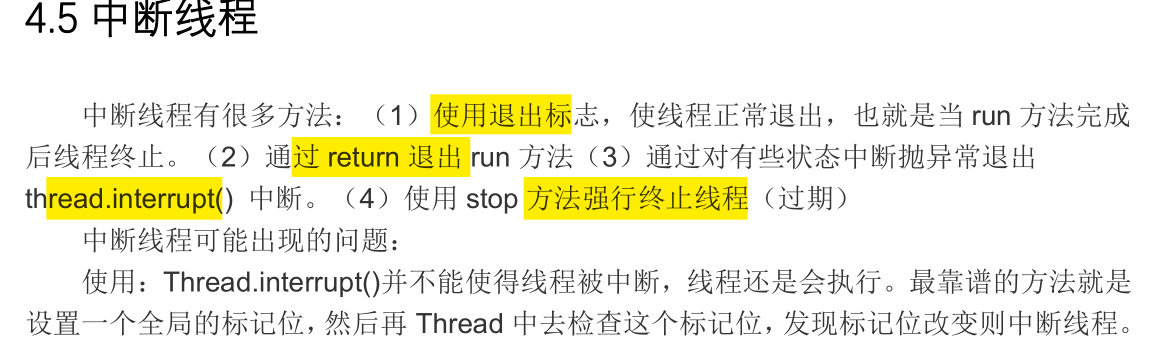 4.5 中断线程
中断线程有很多方法：（1）使用退出标志，使线程正常退出，也就是当 run 方法完成
后线程终止。（2）通过 return 退出 run 方法（3）通过对有些状态中断抛异常退出
thread.interrupt() 中断。（4）使用 stop 方法强行终止线程（过期）
中断线程可能出现的问题：
使用：Thread.interrupt()并不能使得线程被中断，线程还是会执行。最靠谱的方法就是
设置一个全局的标记位，然后再 Thread 中去检查这个标记位，发现标记位改变则中断线程。